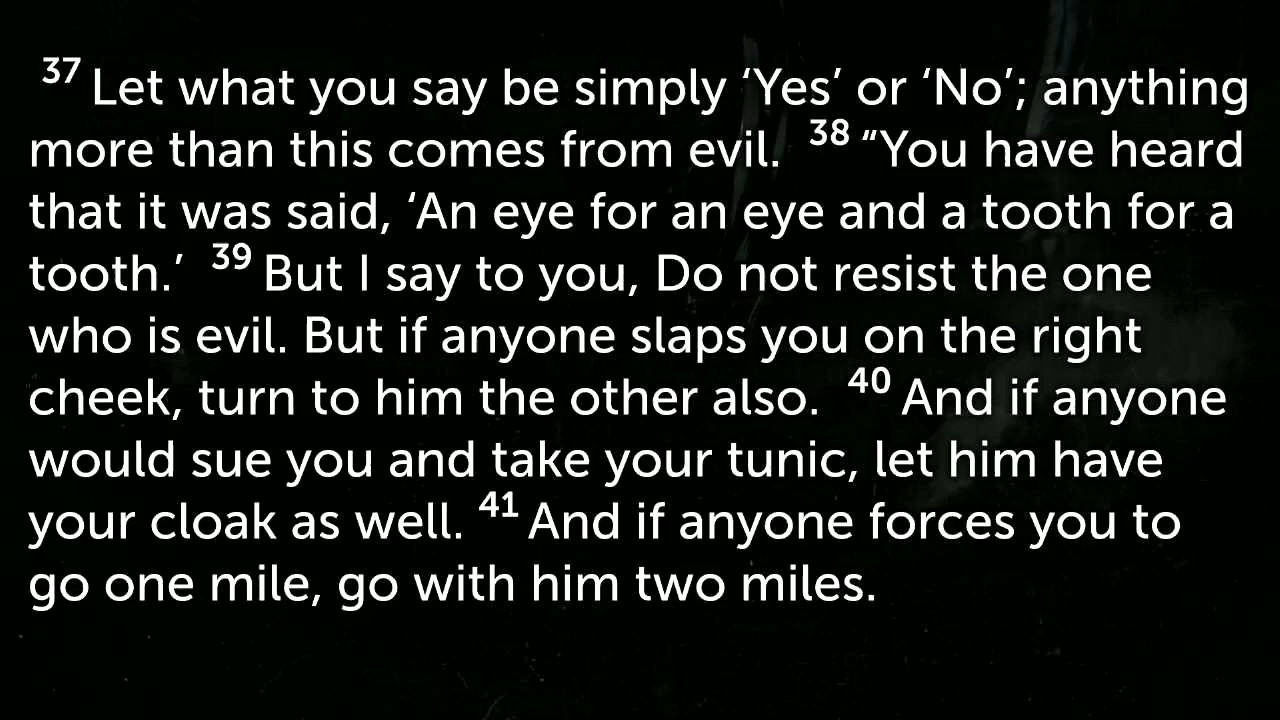 37 Let what you say be simply ‘Yes’ or ‘No’; anything
more than this comes from evil. 38 “You have heard
that it was said, ‘An eye for an eye and a tooth for a
tooth.’ 39 But I say to you, Do not resist the one
who is evil. But if anyone slaps you on the right
cheek, turn to him the other also. 40 And if anyone
would sue you and take your tunic, let him have
your cloak as well. 41 And if anyone forces you to
go one mile, go with him two miles.